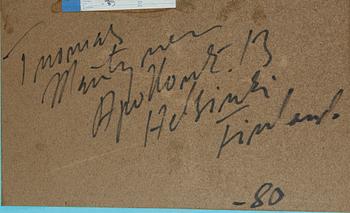 Tuomas
Mäntynen
Apollonk. 13
Helsinki
Finland.
-80